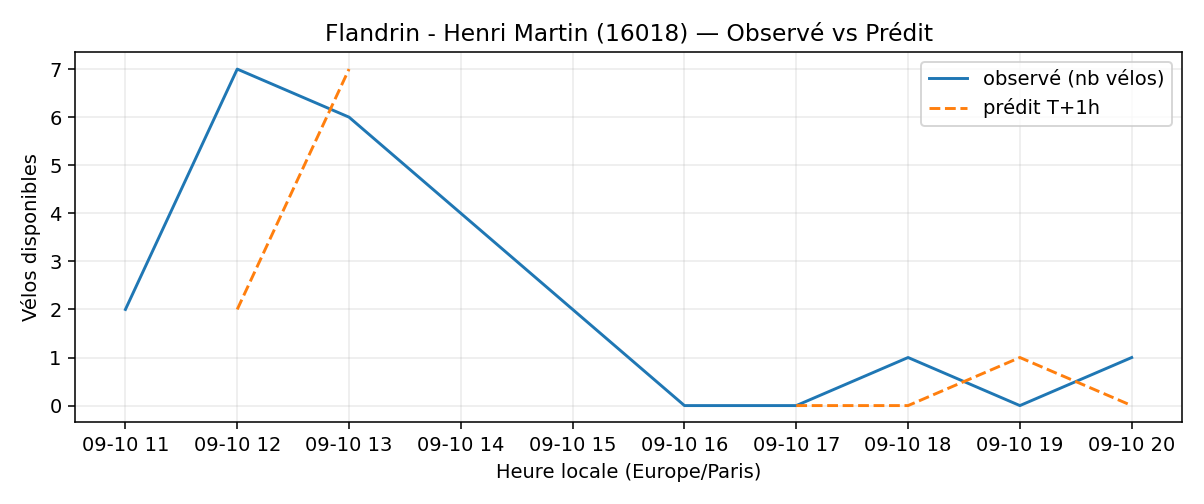 Flandrin - Henri Martin (16018) — Observé vs Prédit
observé (nb vélos)
prédit T+1h
Vélos disponibles
7
6
5
4
3
2
1
0
09-10 11 09-10 12 09-10 13 09-10 14 09-10 15 09-10 16 09-10 17 09-10 18 09-10 19 09-10 20
Heure locale (Europe/Paris)